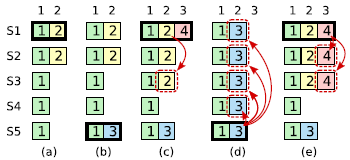 1 2 1 2 1 2 3 1 2 3 1 2 3
S1 1 2 1 2 1 2 4 1 3 1 2 4
S2 1 2 1 2 1 2 1 3 1 2 4
S3 1 1 1 2 1 3 1 2 4
S4 1 1 1 1 3 1
S5 1 1 3 1 3 1 3 1 3
(a) (b) (c) (d) (e)